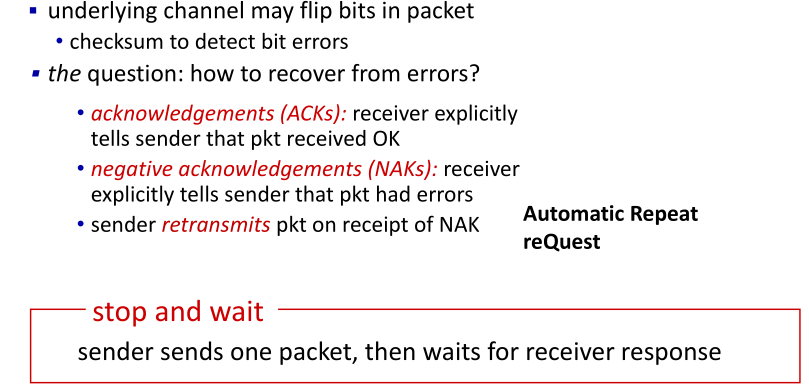 underlying channel may flip bits in packet
checksum to detect bit errors
the question: how to recover from errors?
acknowledgements (ACKs): receiver explicitly
tells sender that pkt received OK
negative acknowledgements (NAKs): receiver
explicitly tells sender that pkt had errors
sender retransmits pkt on receipt of NAK
Automatic Repeat
reQuest
stop and wait
sender sends one packet, then waits for receiver response